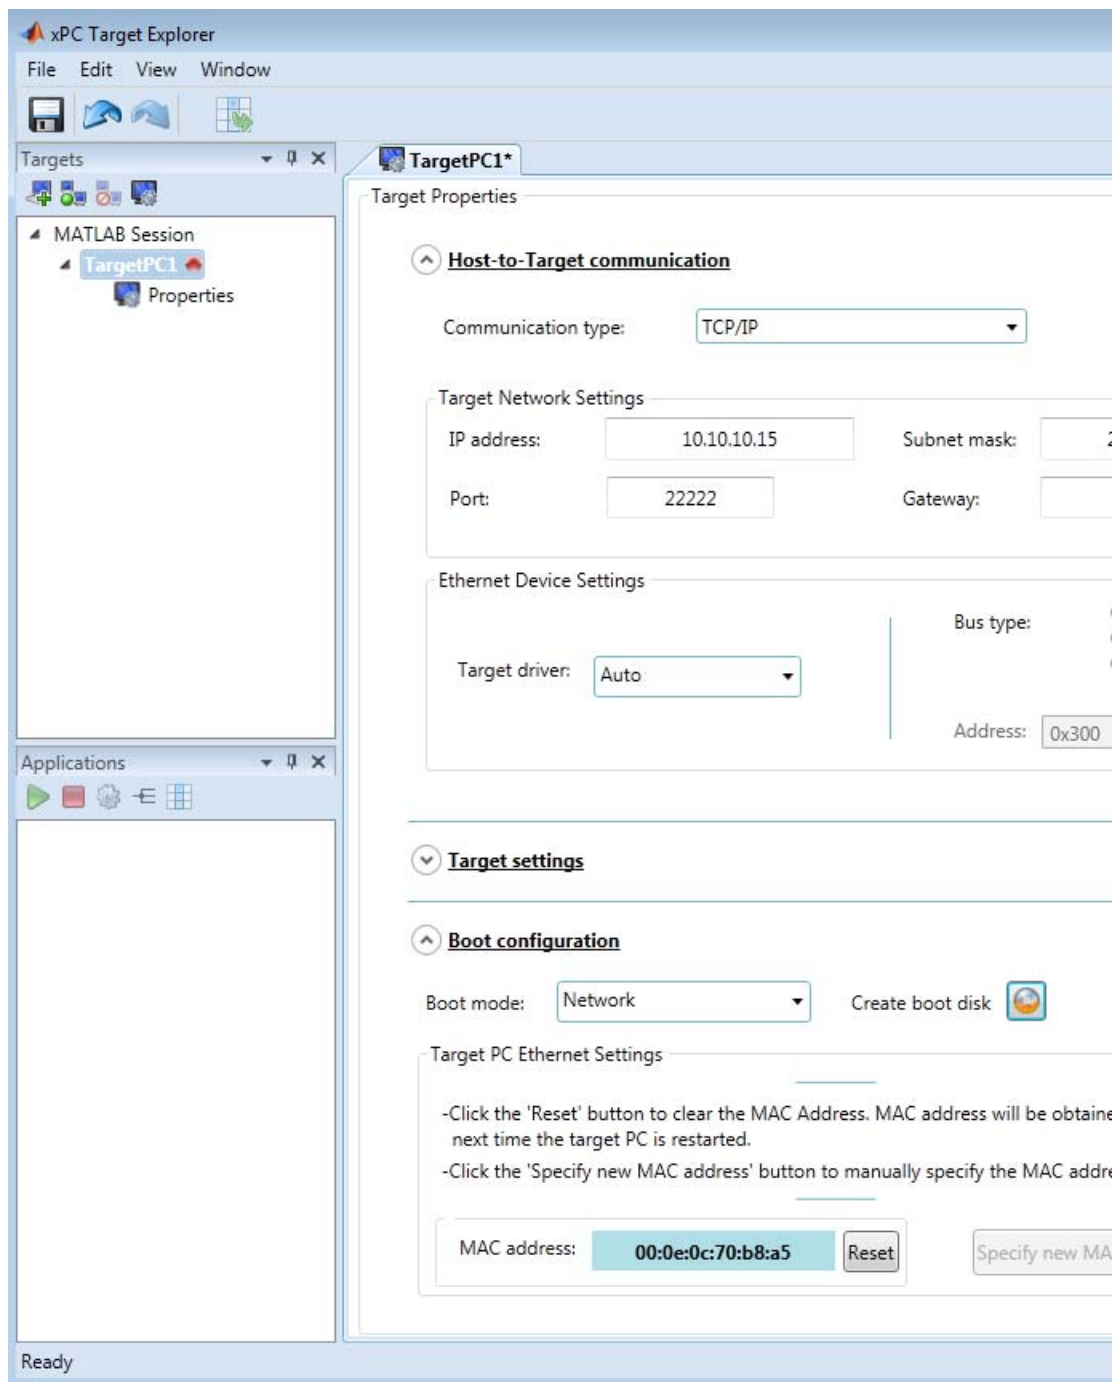 xPC Target Explorer
File Edit View Window
Targets
MATLAB Session
TargetPC1
Properties
TargetPC1*
Target Properties
Host-to-Target communication
Communication type: TCP/IP
Target Network Settings
IP address: 10.10.10.15 Subnet mask: 2
Port: 22222 Gateway:
Ethernet Device Settings
Bus type:
Target driver: Auto
Address: 0x300
Applications
Target settings
Boot configuration
Boot mode: Network Create boot disk
Target PC Ethernet Settings
-Click the 'Reset' button to clear the MAC Address. MAC address will be obtaine
next time the target PC is restarted.
-Click the 'Specify new MAC address' button to manually specify the MAC addre
MAC address: 00:0e:0c:70:b8:a5 Reset Specify new MA
Ready